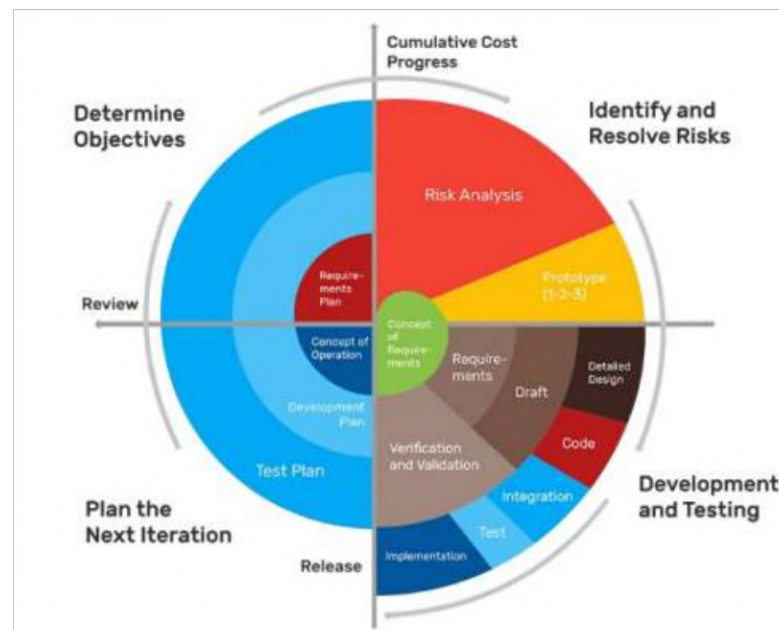 Cumulative Cost
Progress
Determine
Objectives
Identify and
Resolve Risks
Risk Analysis
Require-
ments
Plan
Prototype
(1-2-3)
Review
Concept of
Operation
Concept
of
Require-
ments
Require-
ments
Detailed
Design
Draft
Development
Plan
Code
Verification
and Validation
Test Plan
Integration
Development
and Testing
Plan the
Next Iteration
Test
Implementation
Release